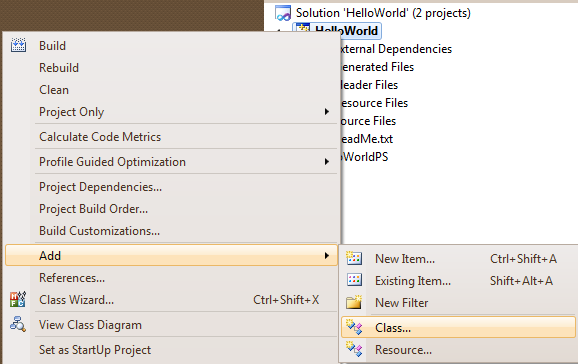 Solution 'HelloWorld' (2 projects)
HelloWorld
xternal Dependencies
enerated Files
eader Files
esource Files
ource Files
eadMe.txt
oWorldPS
Build
Rebuild
Clean
Project Only
Calculate Code Metrics
Profile Guided Optimization
Project Dependencies...
Project Build Order...
Build Customizations...
Add
References...
Class Wizard... Ctrl+Shift+X
View Class Diagram
Set as StartUp Project
New Item... Ctrl+Shift+A
Existing Item... Shift+Alt+A
New Filter
Class...
Resource...